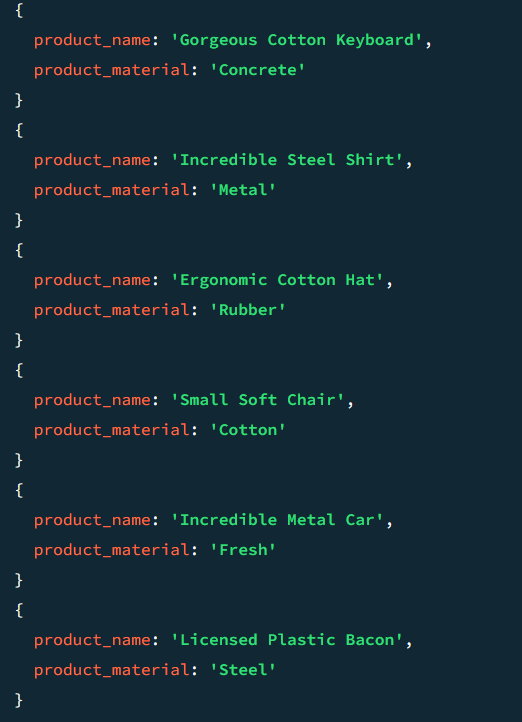 {
product_name: 'Gorgeous Cotton Keyboard',
product_material: 'Concrete'
}
{
product_name: 'Incredible Steel Shirt',
product_material: 'Metal'
}
{
product_name: 'Ergonomic Cotton Hat',
product_material: 'Rubber'
}
{
product_name: 'Small Soft Chair',
product_material: 'Cotton'
}
{
product_name: 'Incredible Metal Car',
product_material: 'Fresh'
}
{
product_name: 'Licensed Plastic Bacon',
product_material: 'Steel'
}